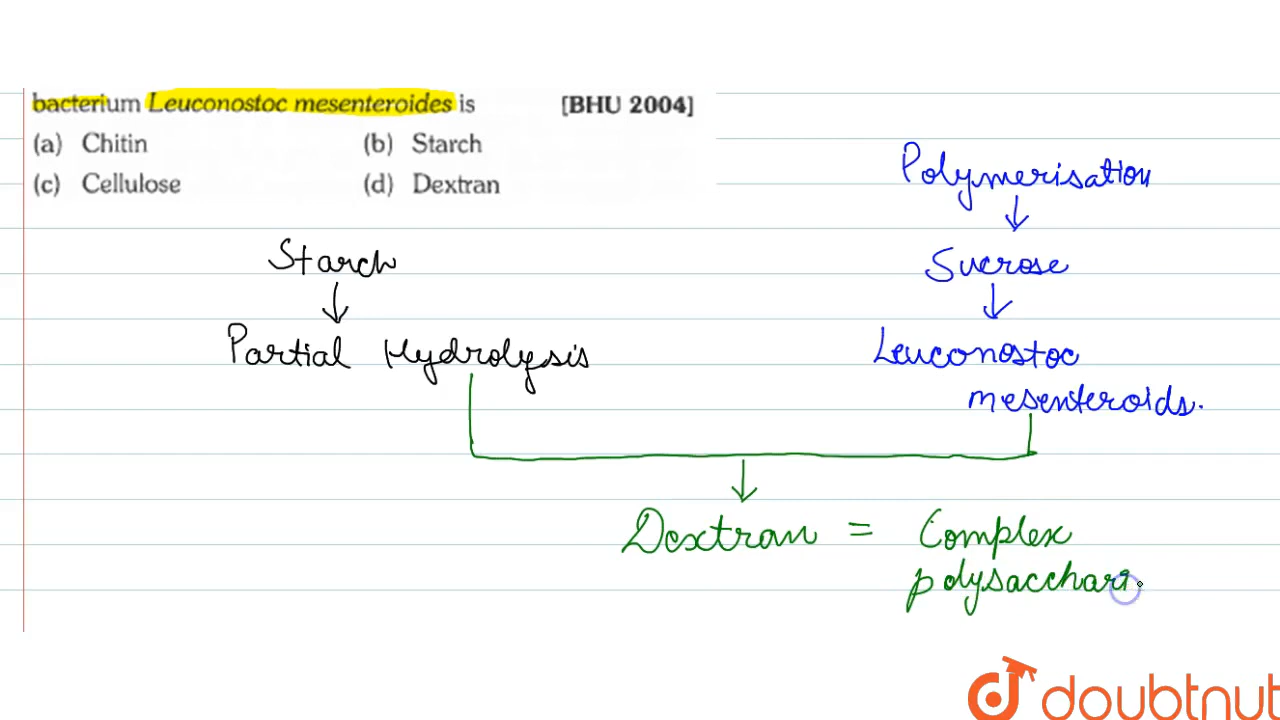 bacterium Leuconostoc mesenteroides is [BHU 2004]
(a) Chitin (b) Starch
(c) Cellulose (d) Dextran
Polymerisation
Starch
Sucrose
Partial Hydrolysis
Leuconostoc
mesenteroids.
Dextran = Complex
polysacchari
doubtnut